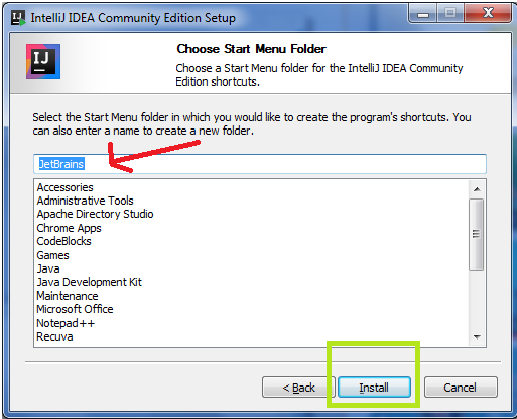 IntelliJ IDEA Community Edition Setup
IJ
Choose Start Menu Folder
Choose a Start Menu folder for the IntelliJ IDEA Community
Edition shortcuts.
Select the Start Menu folder in which you would like to create the program's shortcuts. You
can also enter a name to create a new folder.
JetBrains
Accessories
Administrative Tools
Apache Directory Studio
Chrome Apps
CodeBlocks
Games
Java
Java Development Kit
Maintenance
Microsoft Office
Notepad++
Recuva
< Back Install Cancel